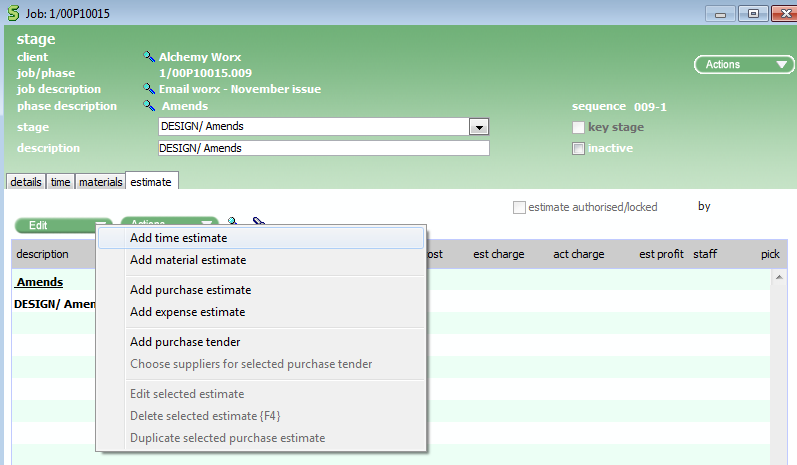 Job: 1/00P10015
stage
client Alchemy Worx
job/phase 1/00P10015.009
Actions
job description Email worx - November issue
phase description Amends sequence 009-1
stage DESIGN/ Amends key stage
description DESIGN/ Amends inactive
details time materials estimate
estimate authorised/locked by
Edit Actions
description ost est charge act charge est profit staff pick
Amends
DESIGN/ Amen
Add time estimate
Add material estimate
Add purchase estimate
Add expense estimate
Add purchase tender
Choose suppliers for selected purchase tender
Edit selected estimate
Delete selected estimate {F4}
Duplicate selected purchase estimate